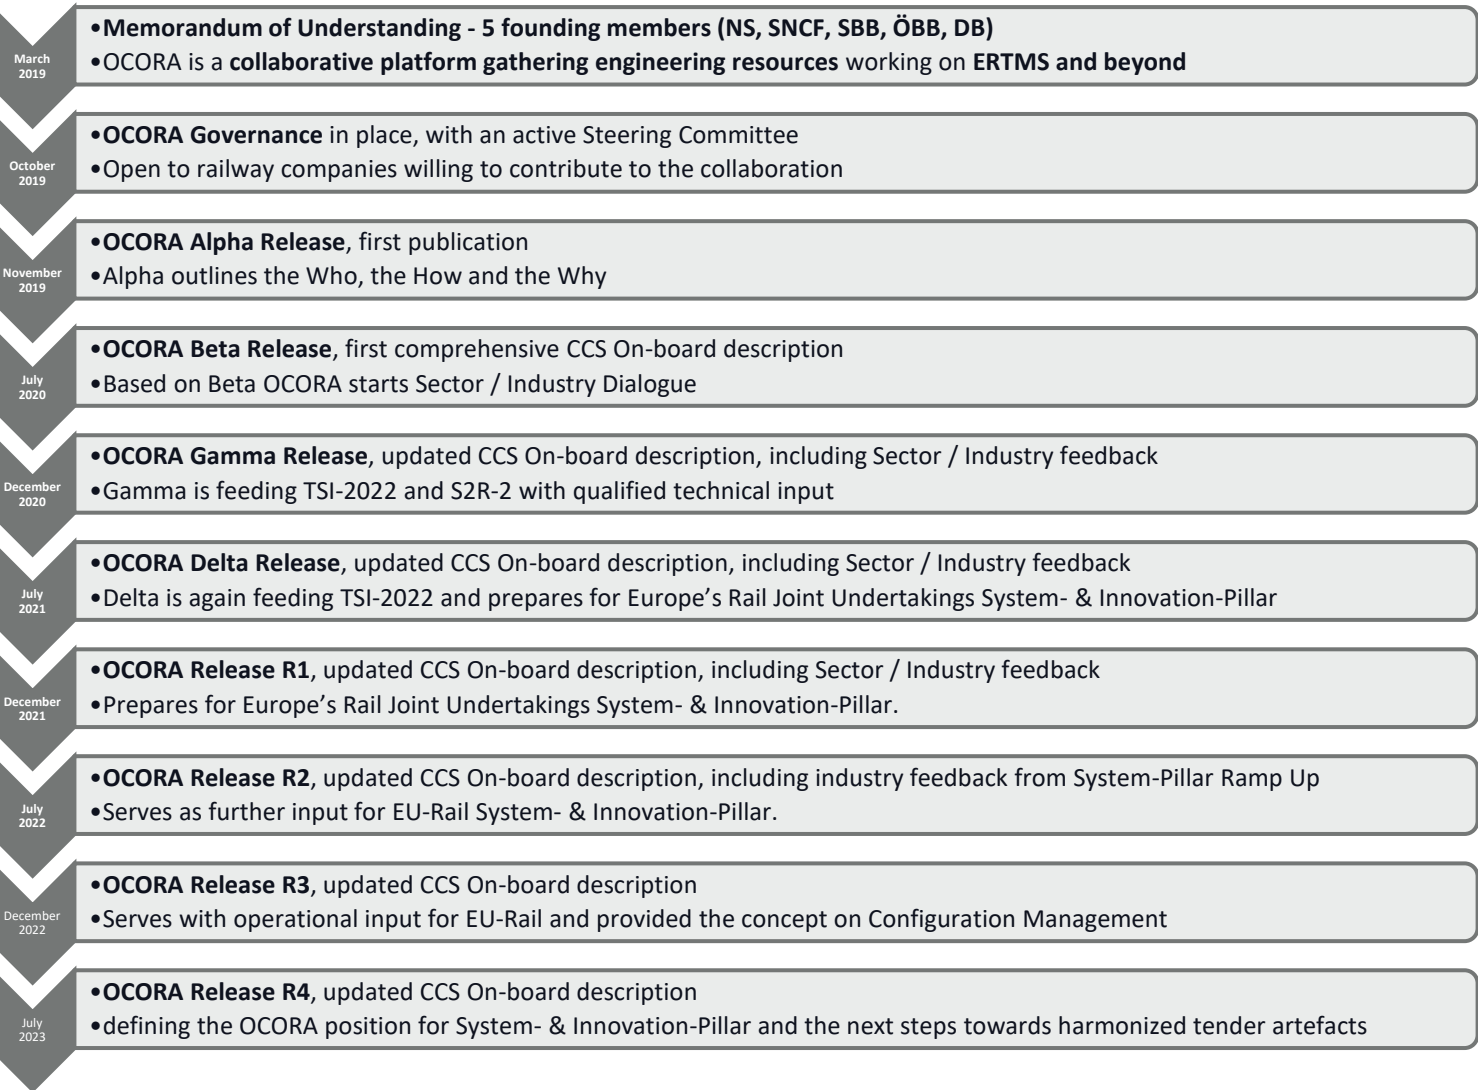 March
2019
•Memorandum of Understanding - 5 founding members (NS, SNCF, SBB, ÖBB, DB)
•OCORA is a collaborative platform gathering engineering resources working on ERTMS and beyond
October
2019
•OCORA Governance in place, with an active Steering Committee
•Open to railway companies willing to contribute to the collaboration
November
2019
•OCORA Alpha Release, first publication
•Alpha outlines the Who, the How and the Why
July
2020
•OCORA Beta Release, first comprehensive CCS On-board description
•Based on Beta OCORA starts Sector / Industry Dialogue
December
2020
•OCORA Gamma Release, updated CCS On-board description, including Sector / Industry feedback
•Gamma is feeding TSI-2022 and S2R-2 with qualified technical input
July
2021
•OCORA Delta Release, updated CCS On-board description, including Sector / Industry feedback
•Delta is again feeding TSI-2022 and prepares for Europe’s Rail Joint Undertakings System- & Innovation-Pillar
December
2021
•OCORA Release R1, updated CCS On-board description, including Sector / Industry feedback
•Prepares for Europe’s Rail Joint Undertakings System- & Innovation-Pillar.
July
2022
•OCORA Release R2, updated CCS On-board description, including industry feedback from System-Pillar Ramp Up
•Serves as further input for EU-Rail System- & Innovation-Pillar.
December
2022
•OCORA Release R3, updated CCS On-board description
•Serves with operational input for EU-Rail and provided the concept on Configuration Management
July
2023
•OCORA Release R4, updated CCS On-board description
•defining the OCORA position for System- & Innovation-Pillar and the next steps towards harmonized tender artefacts